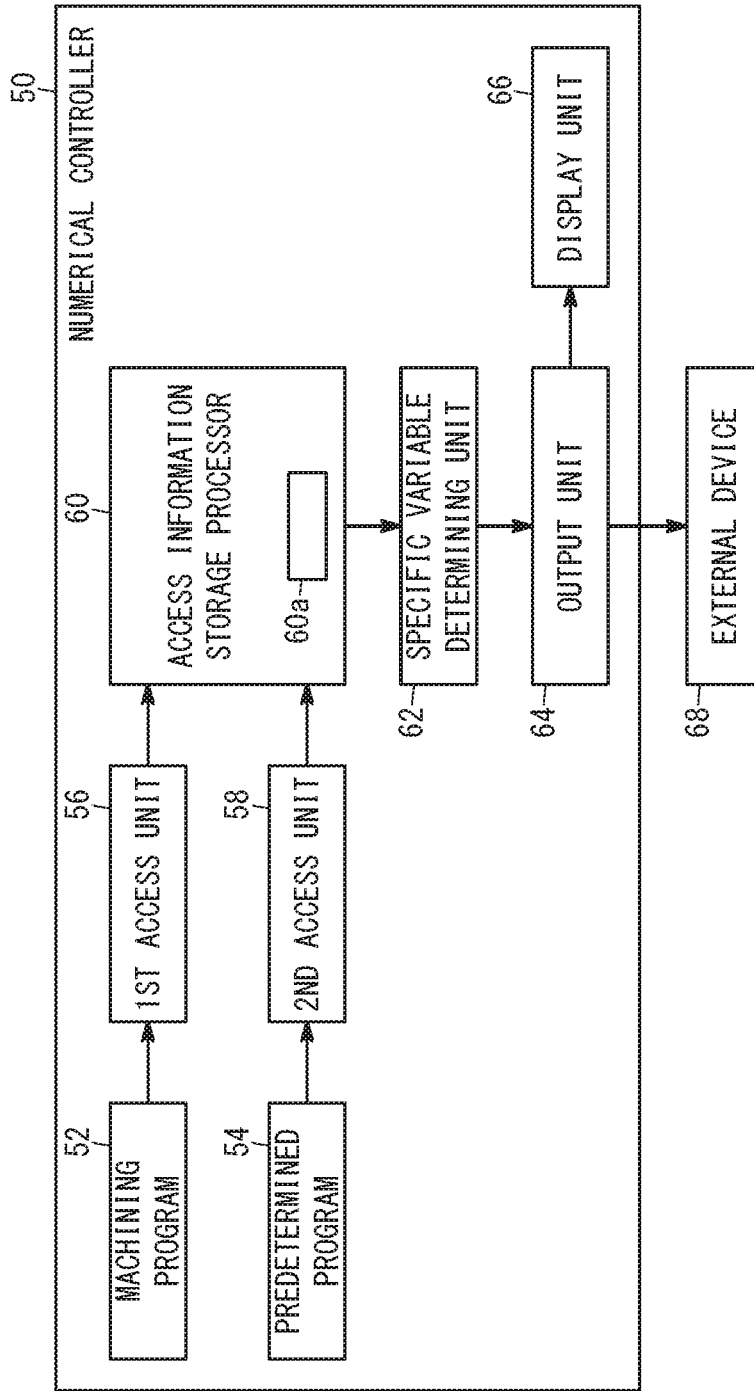 50
NUMERICAL CONTROLLER
52
MACHINING
PROGRAM
56
1ST ACCESS UNIT
60
ACCESS INFORMATION
STORAGE PROCESSOR
60a
54
PREDETERMINED
PROGRAM
58
2ND ACCESS UNIT
62
SPECIFIC VARIABLE
DETERMINING UNIT
64
OUTPUT UNIT
66
DISPLAY UNIT
68
EXTERNAL DEVICE